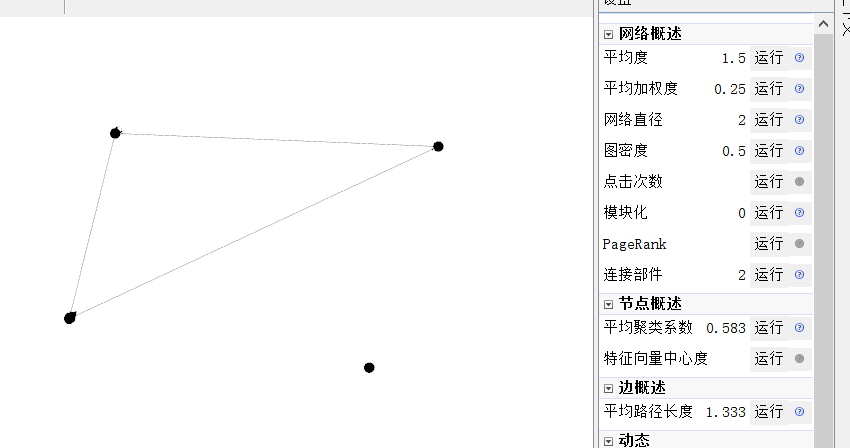 网络概述
平均度 1.5 运行
平均加权度 0.25 运行
网络直径 2 运行
图密度 0.5 运行
点击次数 运行
模块化 0 运行
PageRank 运行
连接部件 2 运行
节点概述
平均聚类系数 0.583 运行
特征向量中心度 运行
边概述
平均路径长度 1.333 运行
动态